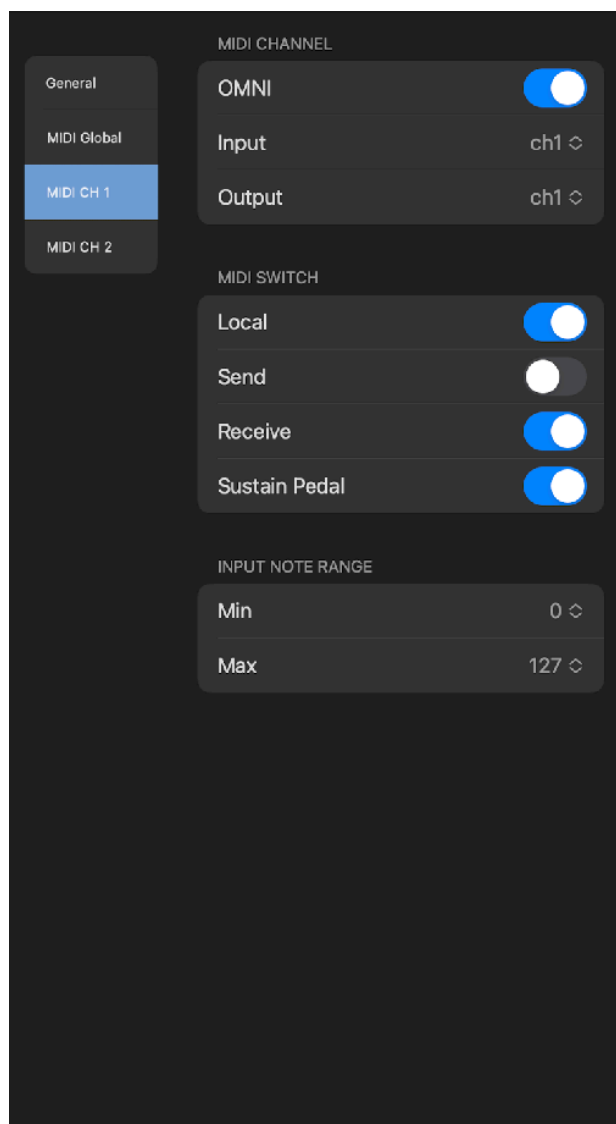 General
MIDI Global
MIDI CH 1
MIDI CH 2
MIDI CHANNEL
OMNI
Input ch1
Output ch1
MIDI SWITCH
Local
Send
Receive
Sustain Pedal
INPUT NOTE RANGE
Min 0
Max 127